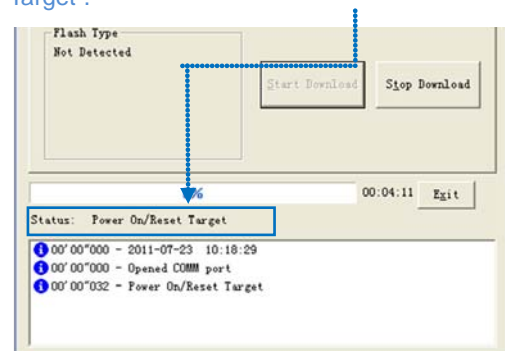 Target".
Flash Type
Not Detected
Start Download
Stop Download
%
00:04:11
Exit
Status: Power On/Reset Target
00'00"000 - 2011-07-23 10:18:29
00'00"000 - Opened COMM port
00'00"032 - Power On/Reset Target